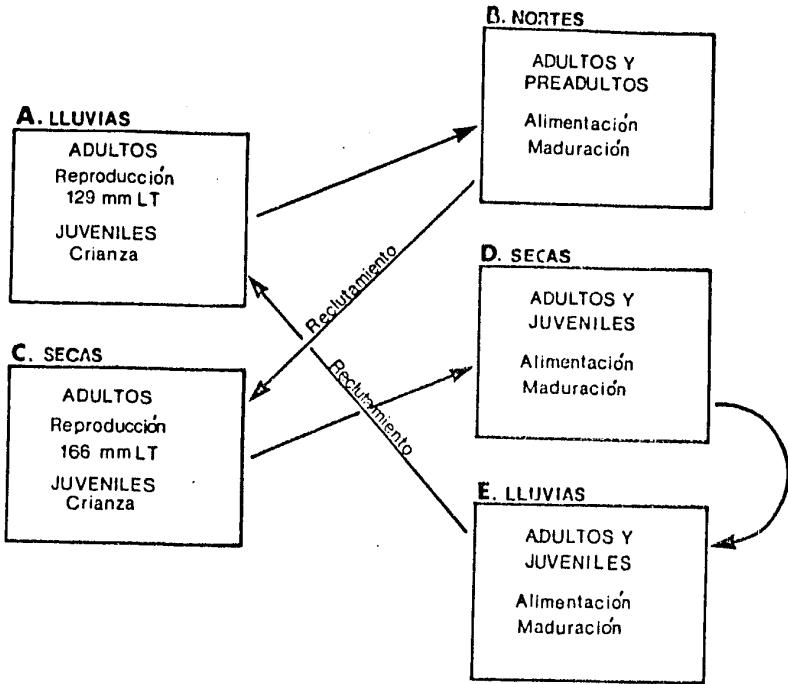 A. LLUVIAS
ADULTOS
Reproducción
129 mm LT
JUVENILES
Crianza
B. NORTES
ADULTOS Y
PREADULTOS
Alimentación
Maduración
C. SECAS
ADULTOS
Reproducción
166 mm LT
JUVENILES
Crianza
D. SECAS
ADULTOS Y
JUVENILES
Alimentación
Maduración
E. LLUVIAS
ADULTOS Y
JUVENILES
Alimentación
Maduración
Reclutamiento
Reclutamiento